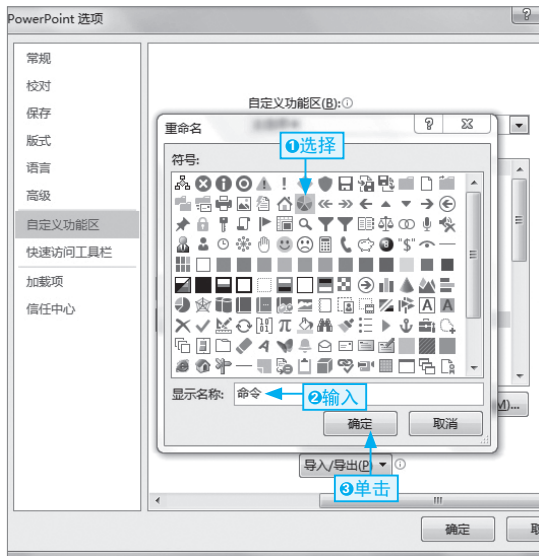 PowerPoint 选项
常规
校对
保存
版式
语言
高级
自定义功能区
快速访问工具栏
加载项
信任中心
自定义功能区(B):
重命名
❶选择
符号:
显示名称: 命令
❷输入
确定 取消
M)...
导入/导出(P)
❸单击
确定